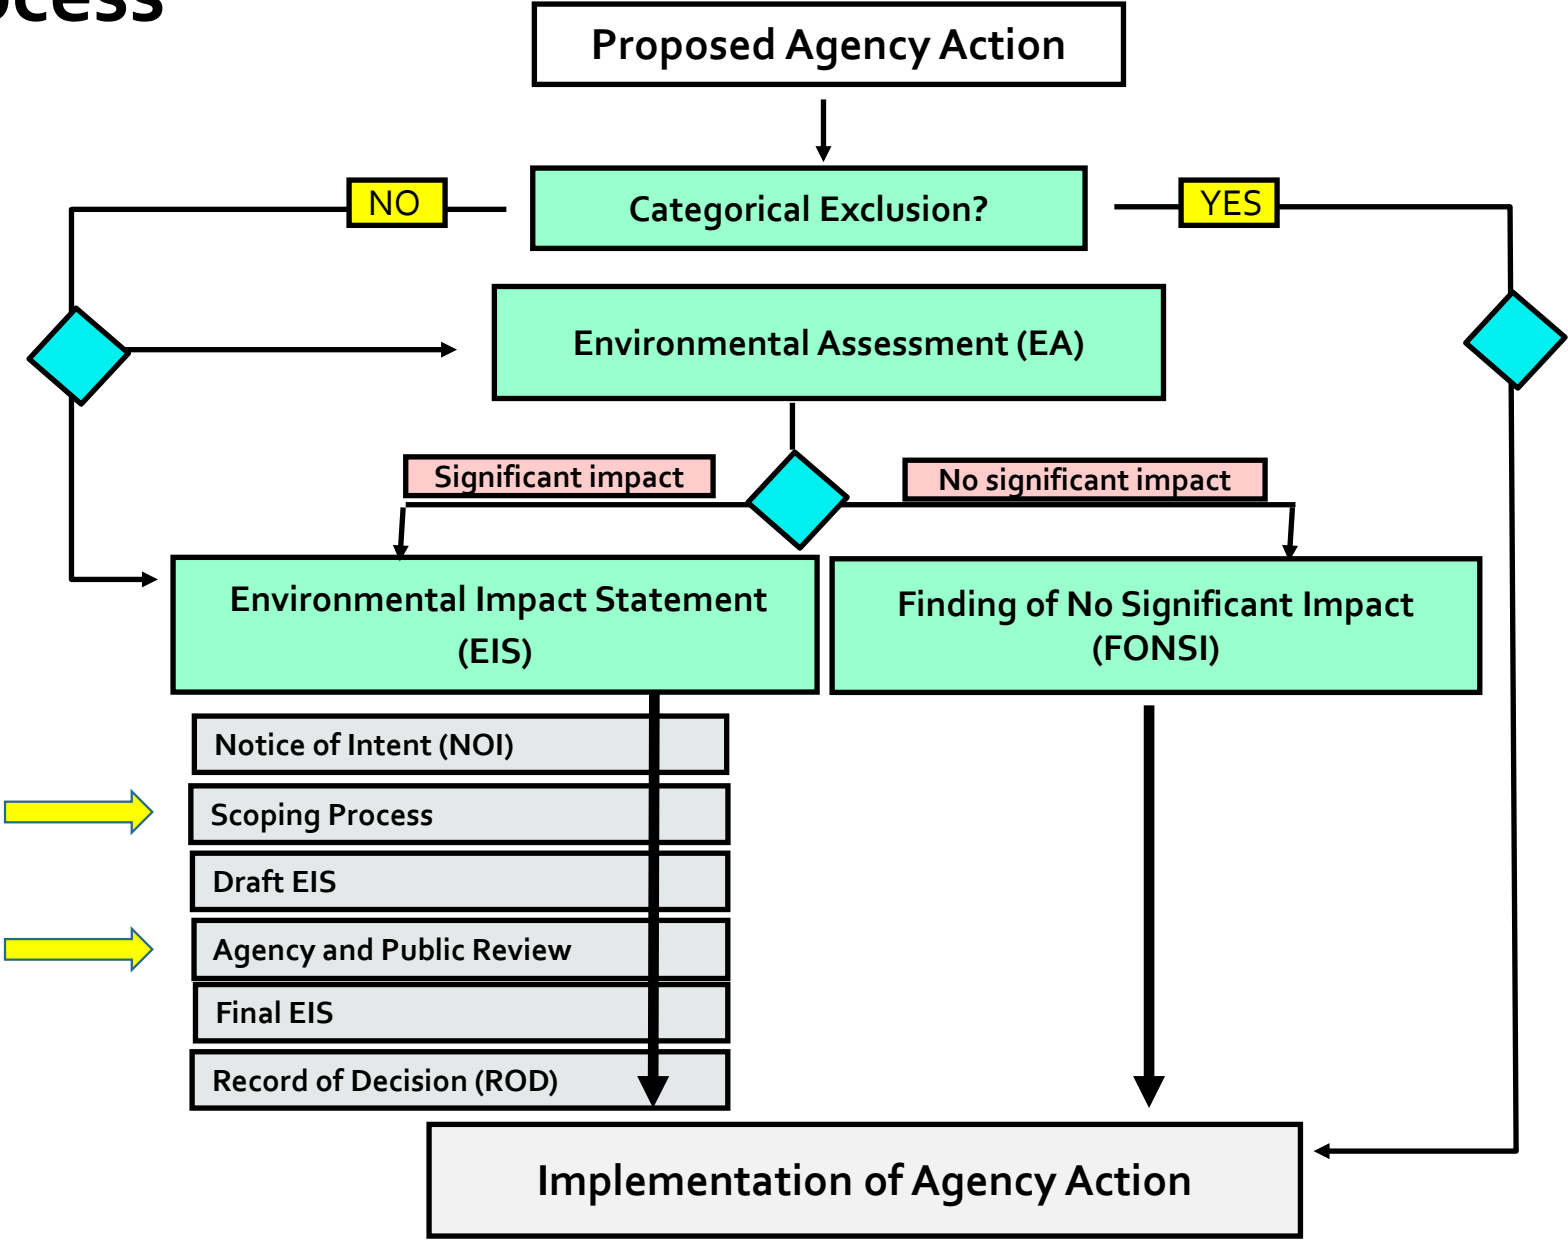 Proposed Agency Action
NO
Categorical Exclusion?
YES
Environmental Assessment (EA)
Significant impact
No significant impact
Environmental Impact Statement
(EIS)
Finding of No Significant Impact
(FONSI)
Notice of Intent (NOI)
Scoping Process
Draft EIS
Agency and Public Review
Final EIS
Record of Decision (ROD)
Implementation of Agency Action